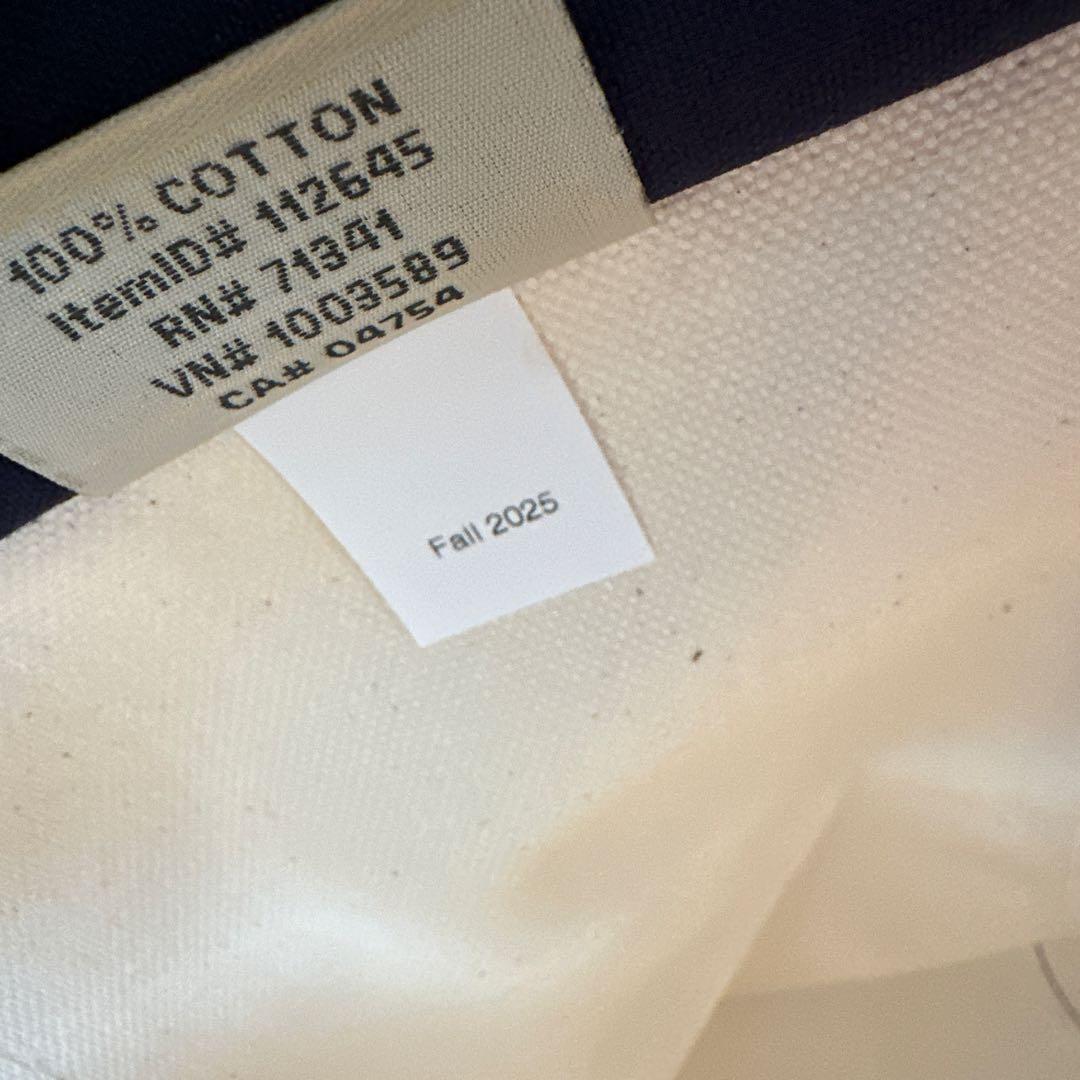 100% COTTON
ItemID# 112645
RN# 71341
VN# 1003589
CA# 04754
Fall 2025